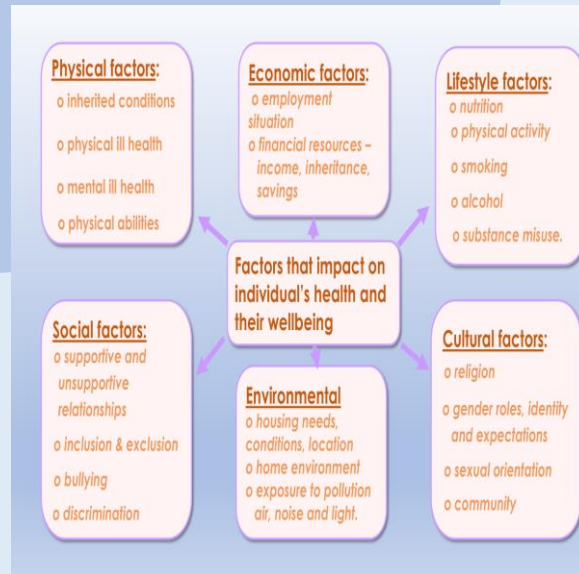 Physical factors:
o inherited conditions
o physical ill health
o mental ill health
o physical abilities
Economic factors:
o employment
situation
o financial resources –
income, inheritance,
savings
Lifestyle factors:
o nutrition
o physical activity
o smoking
o alcohol
o substance misuse.
Factors that impact on
individual's health and
their wellbeing
Social factors:
o supportive and
unsupportive
relationships
o inclusion & exclusion
o bullying
o discrimination
Environmental
o housing needs,
conditions, location
o home environment
o exposure to pollution
air, noise and light.
Cultural factors:
o religion
o gender roles, identity
and expectations
o sexual orientation
o community